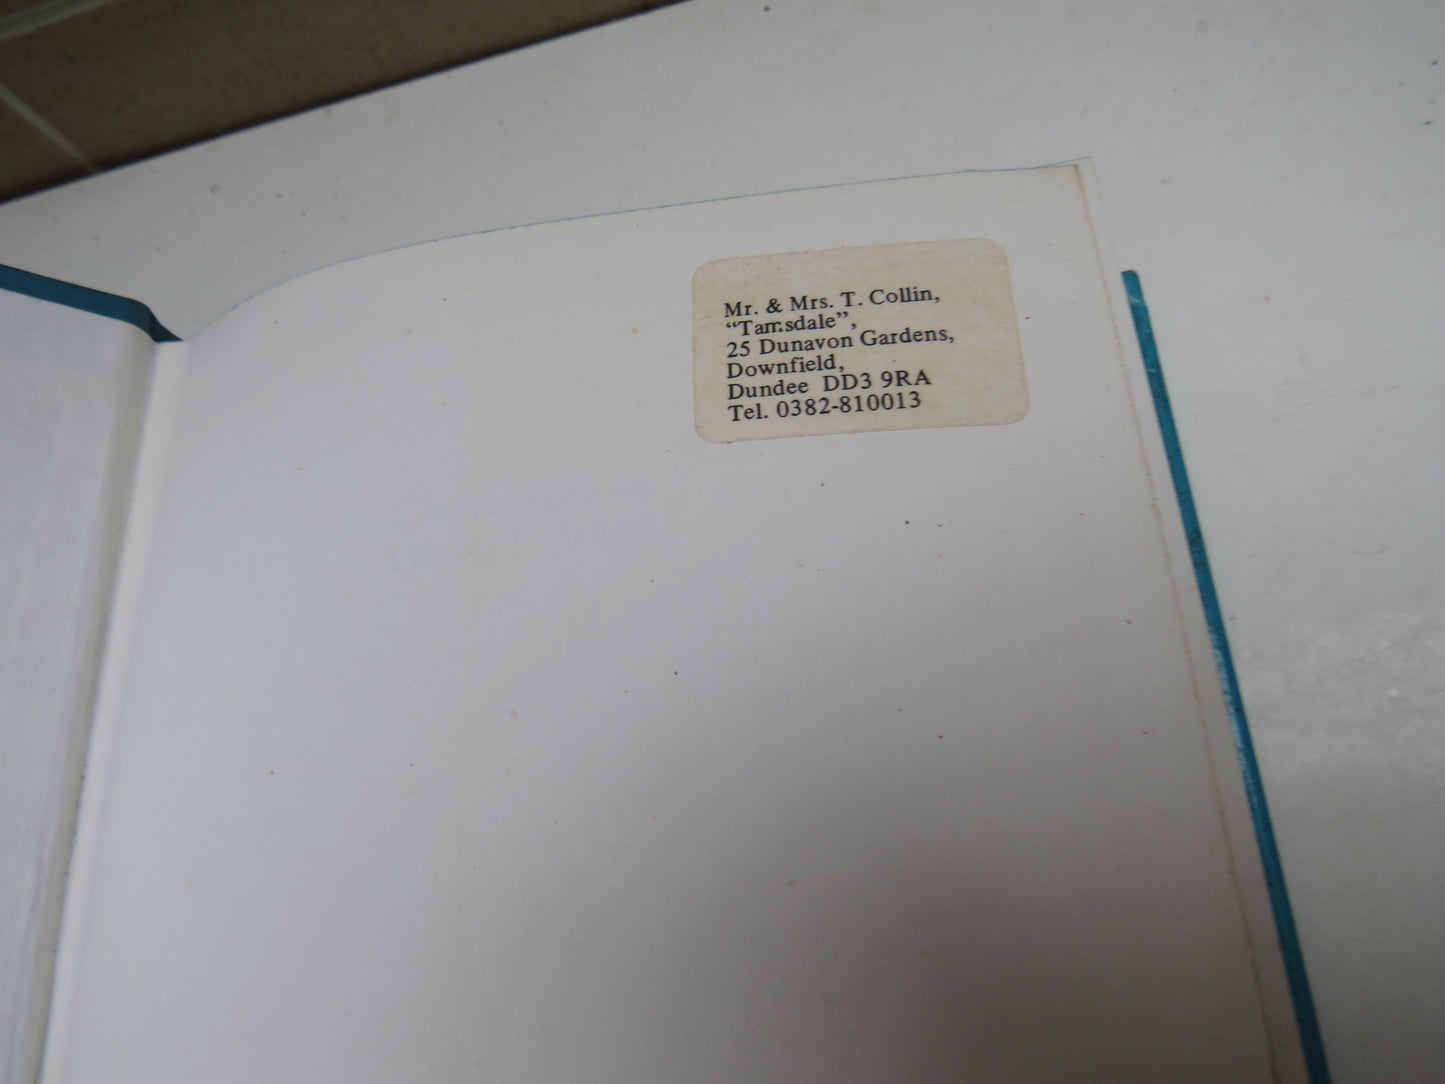 Mr. & Mrs. T. Collin,
“Tamsdale”,
25 Dunavon Gardens,
Downfield,
Dundee DD3 9RA
Tel. 0382-810013